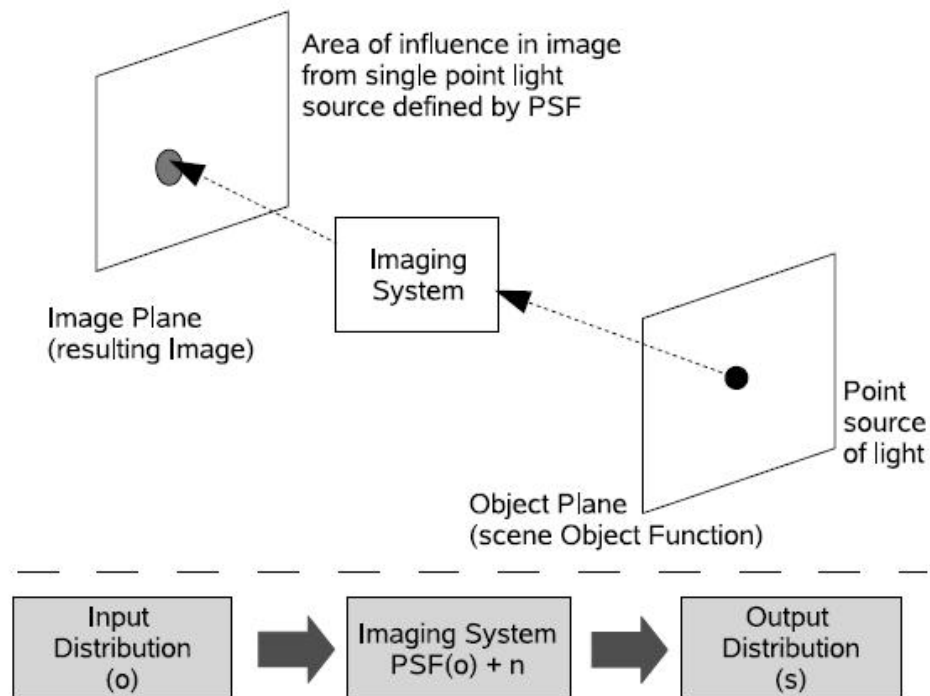 Area of influence in image
from single point light
source defined by PSF
Imaging
System
Image Plane
(resulting Image)
Point
source
of light
Object Plane
(scene Object Function)
Input
Distribution
(o)
Imaging System
PSF(o) + n
Output
Distribution
(s)